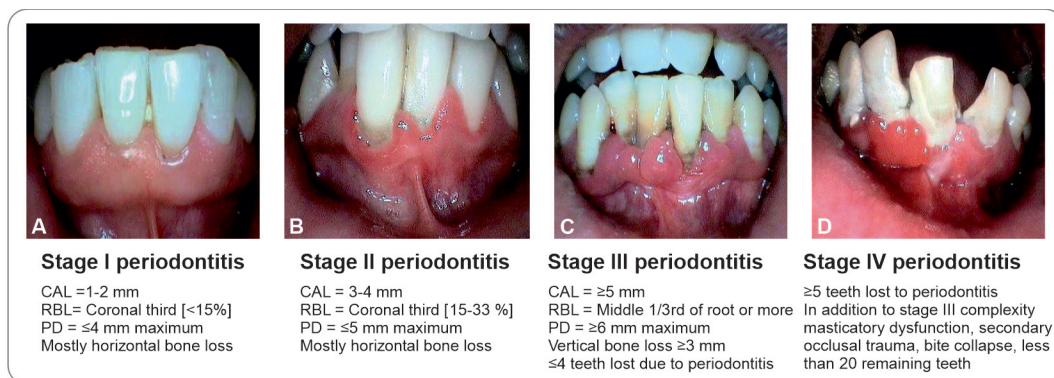 A
B
C
D
Stage I periodontitis
CAL =1-2 mm
RBL= Coronal third [<15%]
PD = ≤4 mm maximum
Mostly horizontal bone loss
Stage II periodontitis
CAL = 3-4 mm
RBL= Coronal third [15-33 %]
PD = ≤5 mm maximum
Mostly horizontal bone loss
Stage III periodontitis
CAL = ≥5 mm
RBL= Middle 1/3rd of root or more
PD = ≥6 mm maximum
Vertical bone loss ≥3 mm
≤4 teeth lost due to periodontitis
Stage IV periodontitis
≥5 teeth lost to periodontitis
In addition to stage III complexity
masticatory dysfunction, secondary
occlusal trauma, bite collapse, less
than 20 remaining teeth